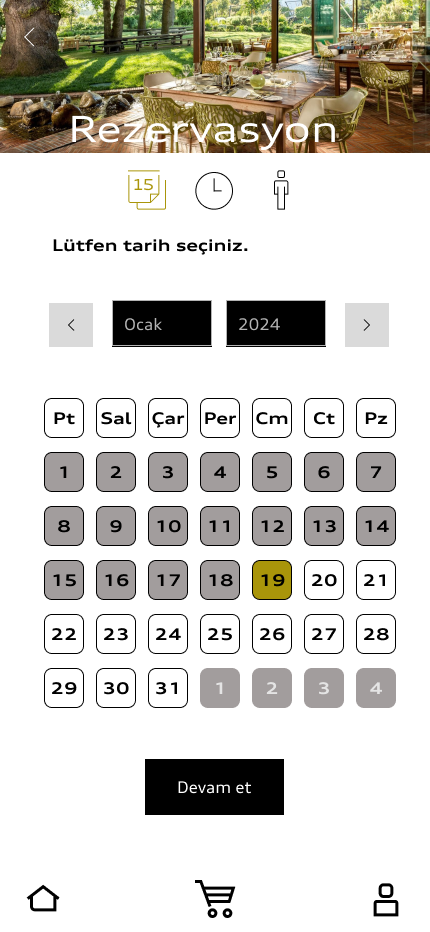 Rezervasyon
15
Lütfen tarih seçiniz.
Ocak 2024
Pt Sal Çar Per Cm Ct Pz
1 2 3 4 5 6 7
8 9 10 11 12 13 14
15 16 17 18 19 20 21
22 23 24 25 26 27 28
29 30 31 1 2 3 4
Devam et